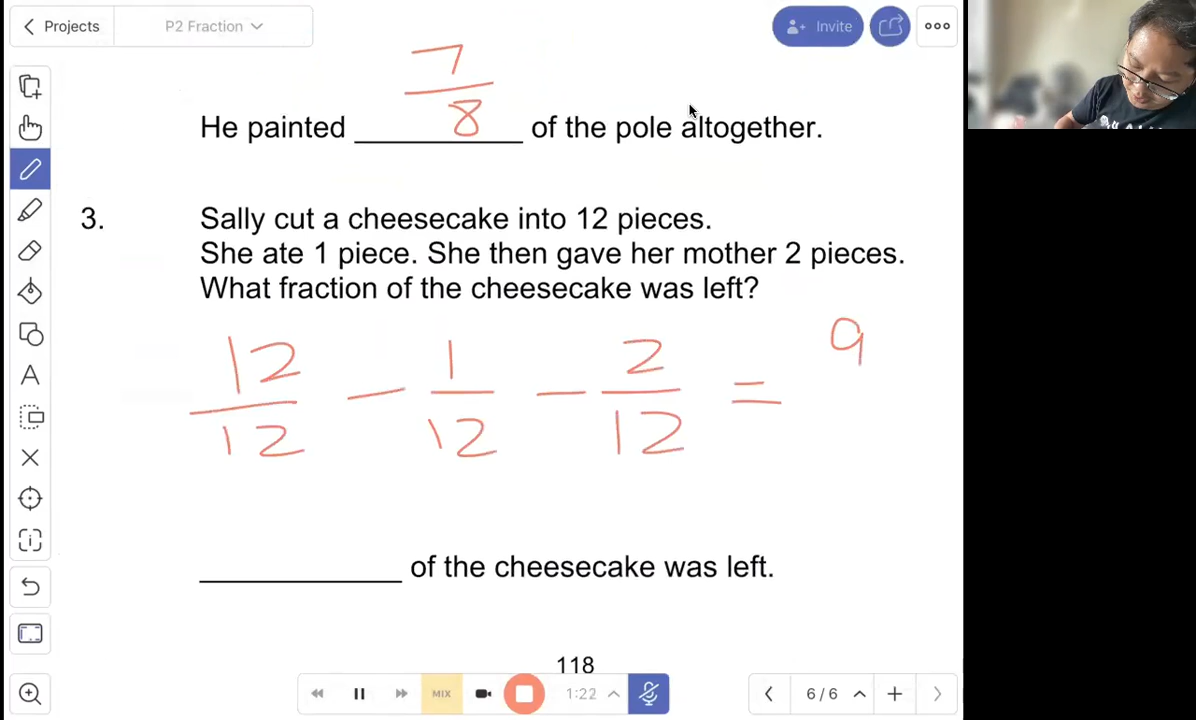 Projects P2 Fraction Invite
7
8
He painted ____ of the pole altogether.
3. Sally cut a cheesecake into 12 pieces.
She ate 1 piece. She then gave her mother 2 pieces.
What fraction of the cheesecake was left?
12 1 2 9
— — =
12 12 12
____ of the cheesecake was left.
118
MIX 1:22 6/6 +